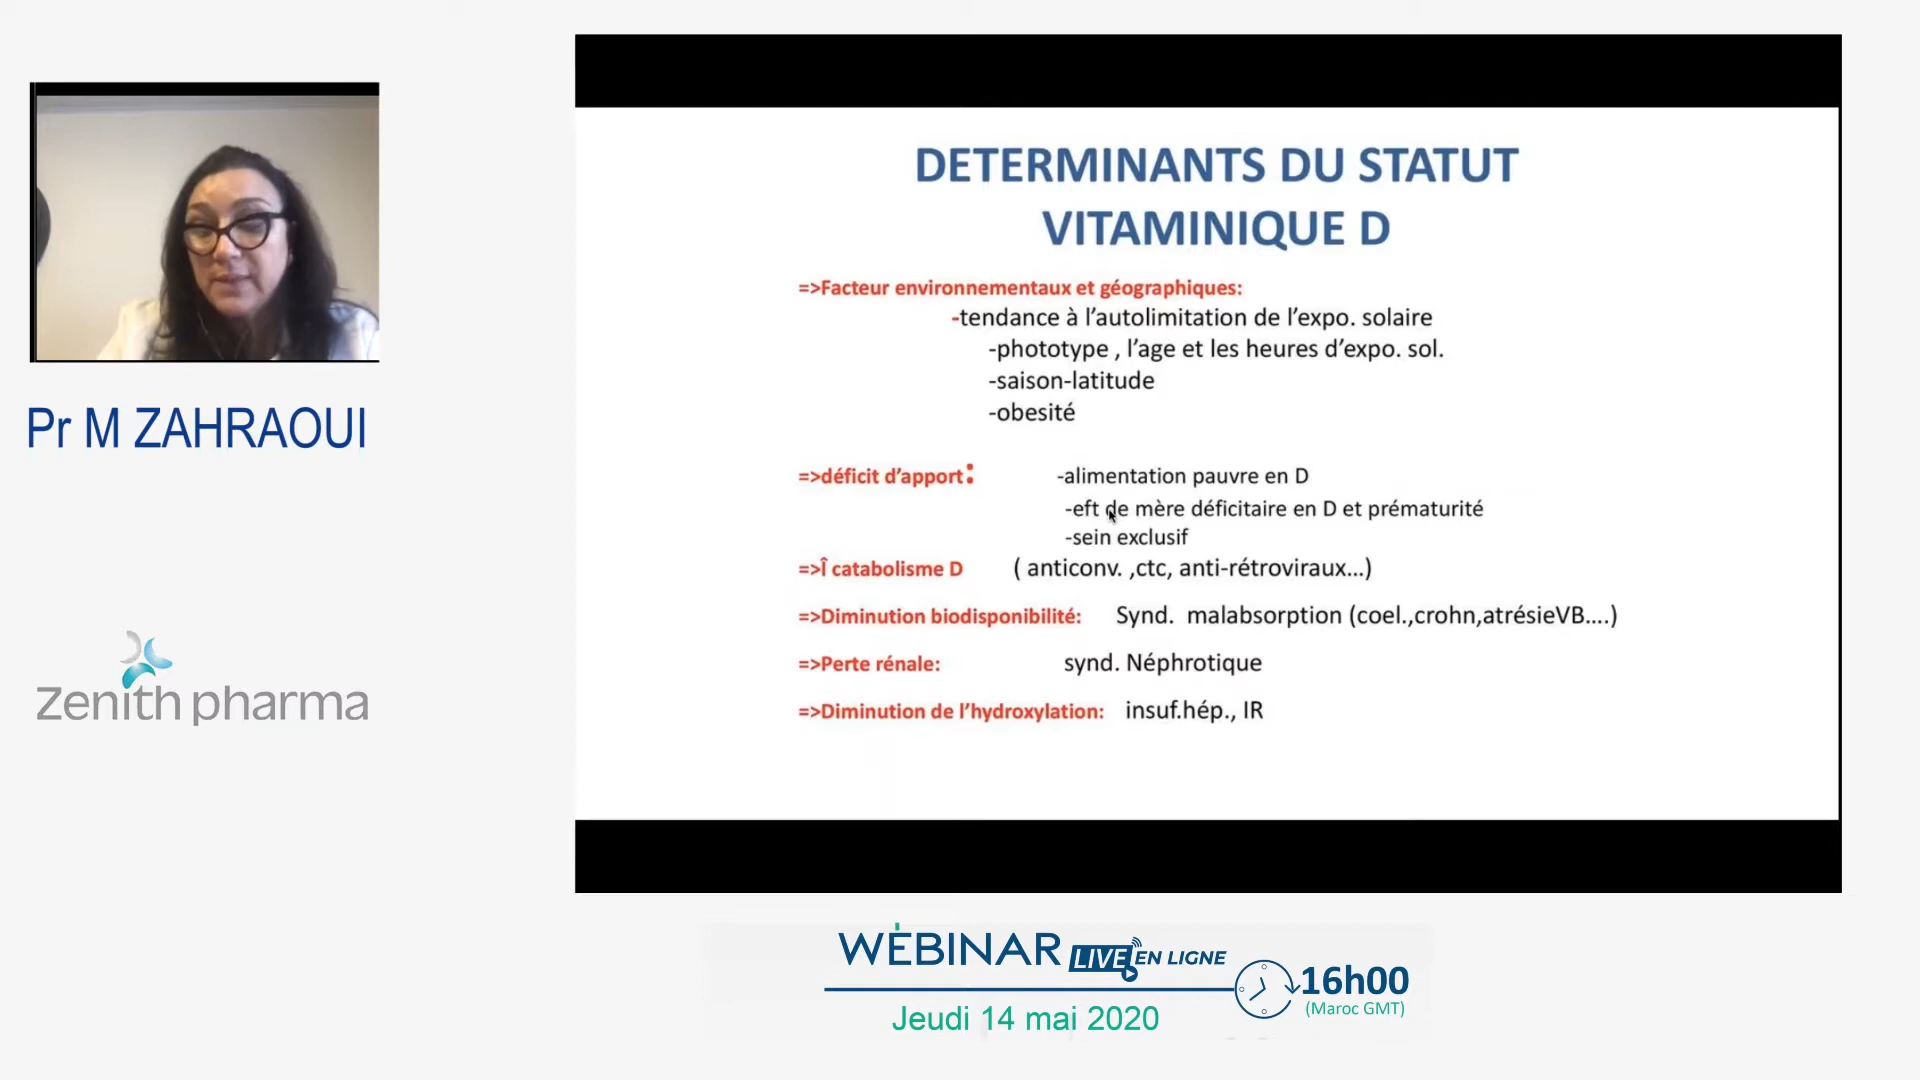 DETERMINANTS DU STATUT
VITAMINIQUE D
=>Facteur environnementaux et géographiques:
-tendance à l'autolimitation de l'expo. solaire
-phototype , l'age et les heures d'expo. sol.
-saison-latitude
-obesité
=>déficit d'apport: -alimentation pauvre en D
-eft de mère déficitaire en D et prématurité
-sein exclusif
=>Î catabolisme D ( anticonv. ,ctc, anti-rétroviraux...)
=>Diminution biodisponibilité: Synd. malabsorption (coel.,crohn,atrésieVB....)
=>Perte rénale: synd. Néphrotique
=>Diminution de l'hydroxylation: insuf.hép., IR
Pr M ZAHRAOUI
Zenith pharma
WEBINAR LIVE EN LIGNE
16h00
(Maroc GMT)
Jeudi 14 mai 2020